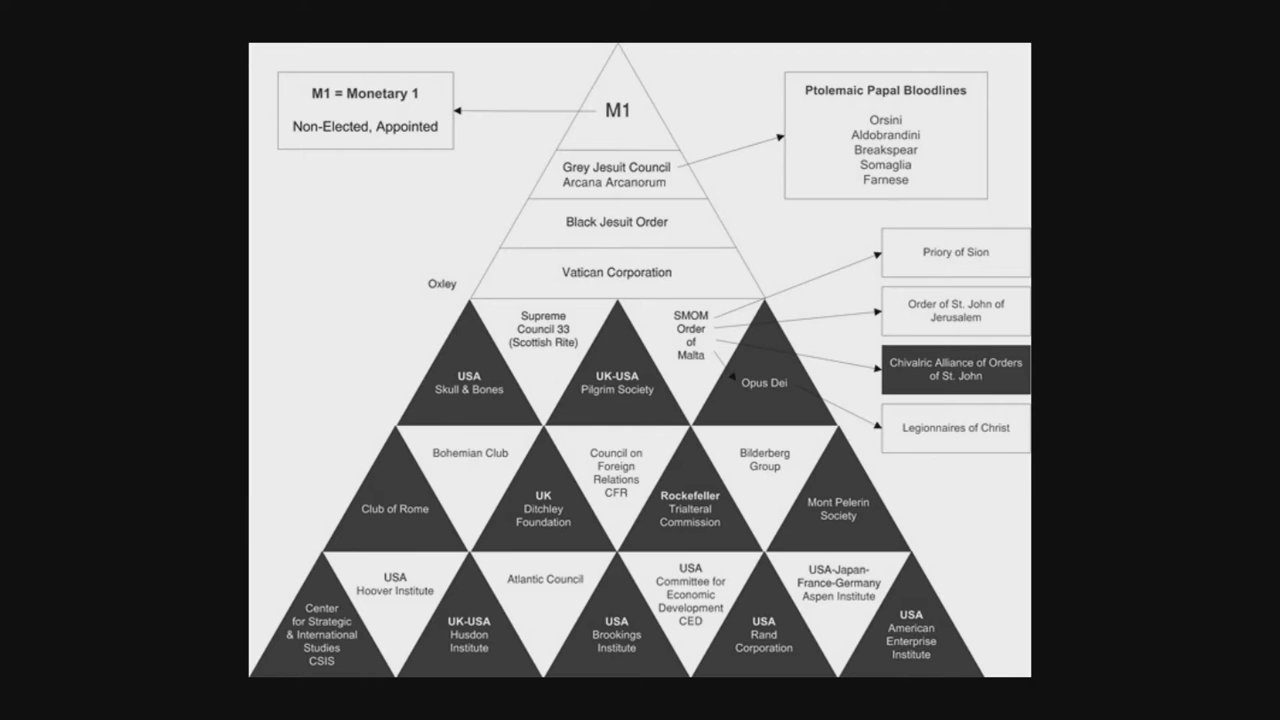 M1 = Monetary 1
Non-Elected, Appointed
M1
Ptolemaic Papal Bloodlines
Orsini
Aldobrandini
Breakspear
Somaglia
Farnese
Grey Jesuit Council
Arcana Arcanorum
Black Jesuit Order
Vatican Corporation
Oxley
Priory of Sion
Order of St. John of
Jerusalem
Chivalric Alliance of Orders
of St. John
Legionnaires of Christ
Supreme
Council 33
(Scottish Rite)
SMOM
Order
of
Malta
USA
Skull & Bones
UK-USA
Pilgrim Society
Opus Dei
Bohemian Club
Council on
Foreign
Relations
CFR
Bilderberg
Group
Club of Rome
UK
Ditchley
Foundation
Rockefeller
Trialteral
Commission
Mont Pelerin
Society
USA
Hoover Institute
Atlantic Council
USA
Committee for
Economic
Development
CED
USA-Japan-
France-Germany
Aspen Institute
Center
for Strategic
& International
Studies
CSIS
UK-USA
Husdon
Institute
USA
Brookings
Institute
USA
Rand
Corporation
USA
American
Enterprise
Institute